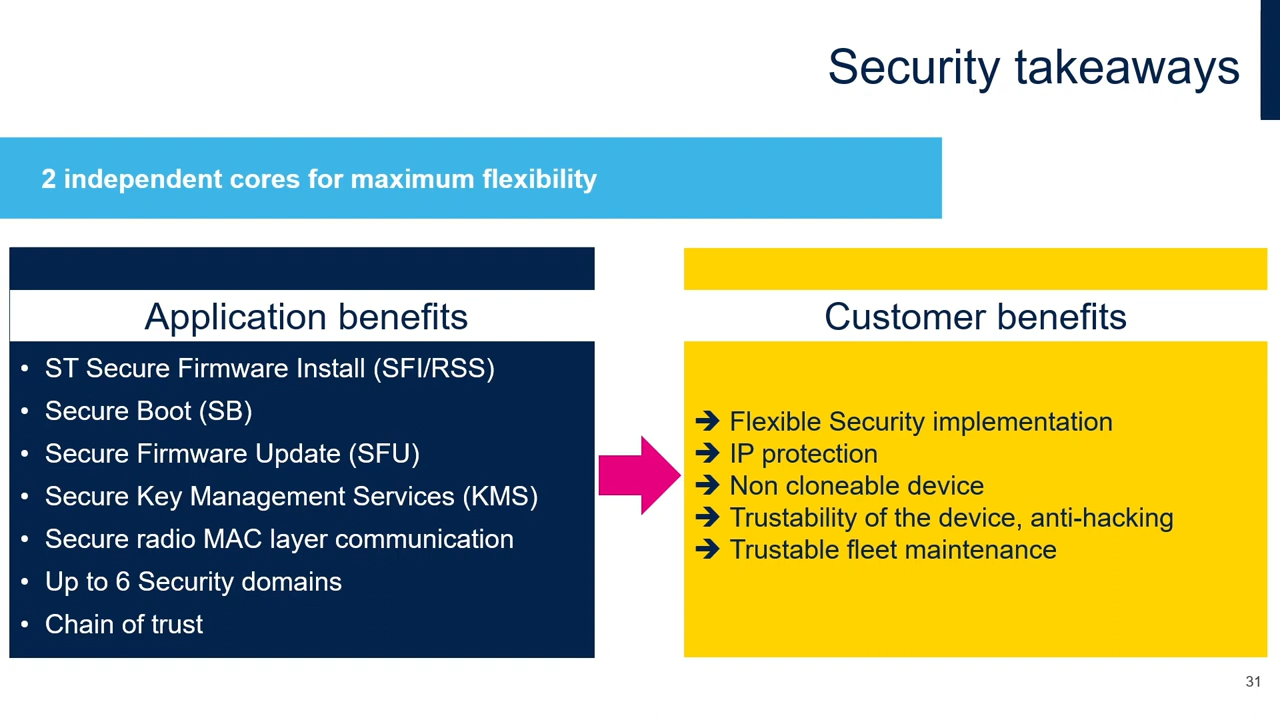 Security takeaways
2 independent cores for maximum flexibility
Application benefits
• ST Secure Firmware Install (SFI/RSS)
• Secure Boot (SB)
• Secure Firmware Update (SFU)
• Secure Key Management Services (KMS)
• Secure radio MAC layer communication
• Up to 6 Security domains
• Chain of trust
Customer benefits
➔ Flexible Security implementation
➔ IP protection
➔ Non cloneable device
➔ Trustability of the device, anti-hacking
➔ Trustable fleet maintenance
31